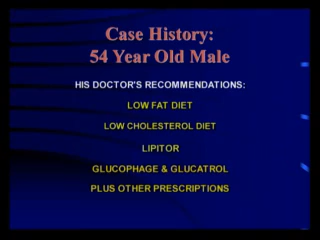 Case History:
54 Year Old Male
HIS DOCTOR'S RECOMMENDATIONS:
LOW FAT DIET
LOW CHOLESTEROL DIET
LIPITOR
GLUCOPHAGE & GLUCATROL
PLUS OTHER PRESCRIPTIONS